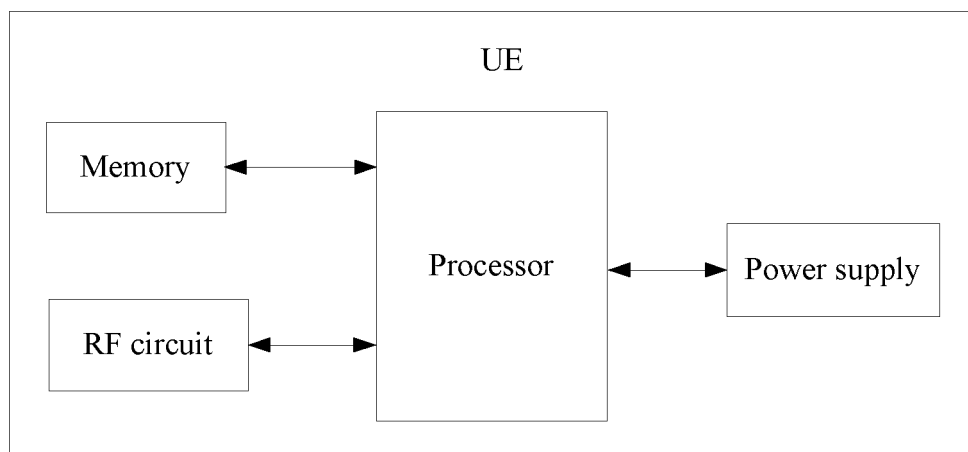 UE
Memory
Processor
Power supply
RF circuit